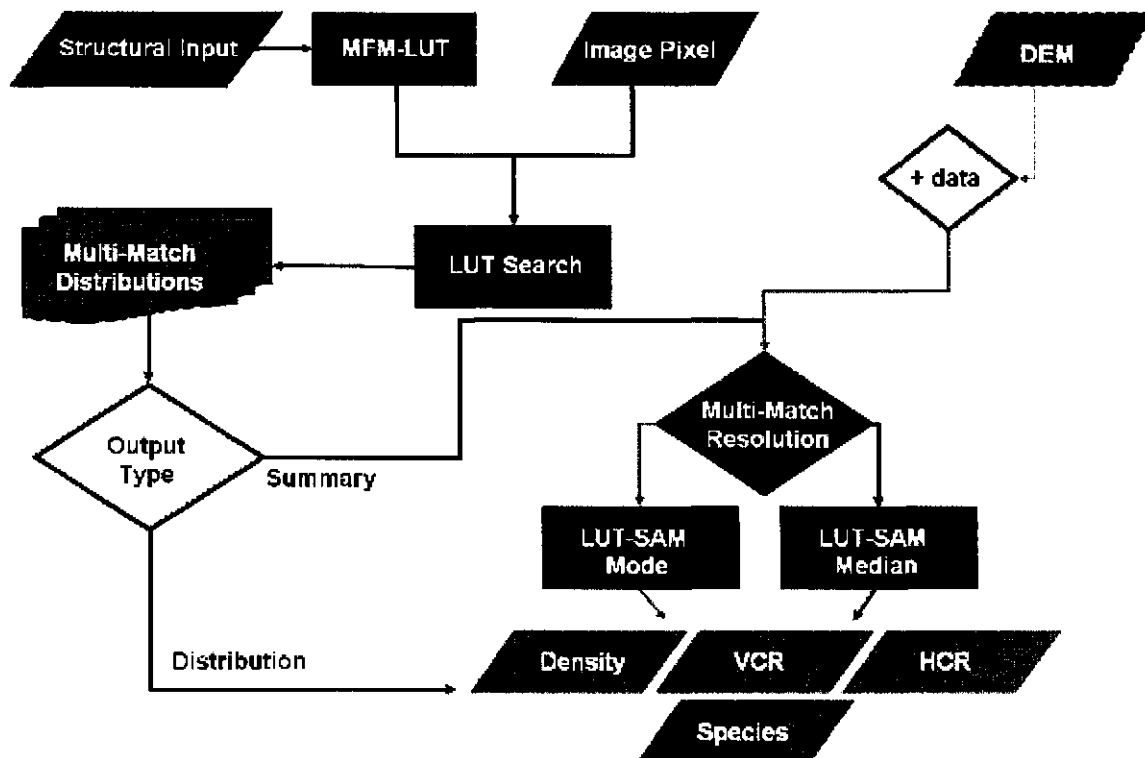 Structural Input
MFM-LUT
Image Pixel
DEM
+ data
Multi-Match
Distributions
LUT Search
Multi-Match
Resolution
Output
Type
Summary
LUT-SAM
Mode
LUT-SAM
Median
Distribution
Density
VCR
HCR
Species